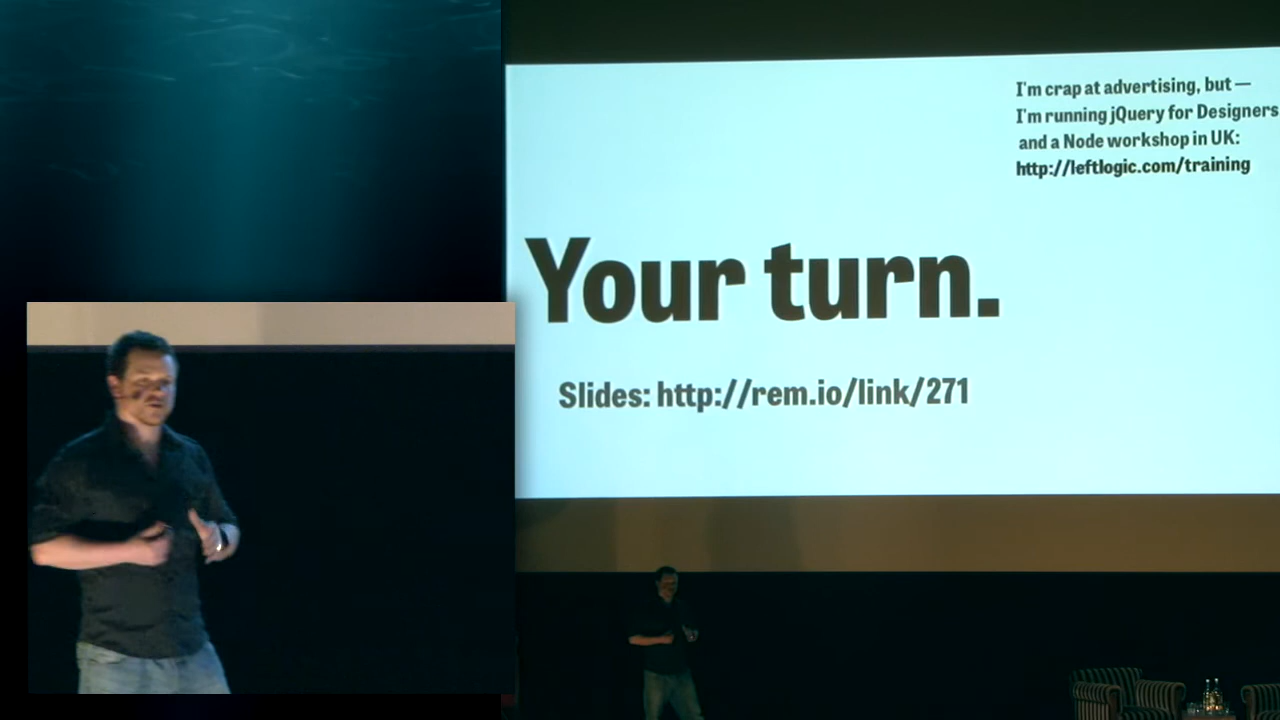 I'm crap at advertising, but —
I'm running jQuery for Designers
and a Node workshop in UK:
http://leftlogic.com/training
Your turn.
Slides: http://rem.io/link/271